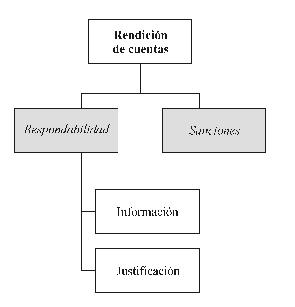 Rendición
de cuentas
Respondabilidad
Sanciones
Información
Justificación